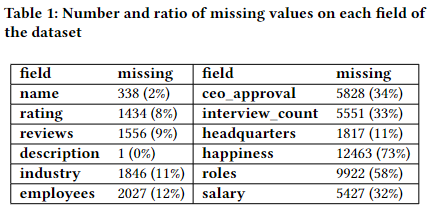 Table 1: Number and ratio of missing values on each field of
the dataset
field missing field missing
name 338 (2%) ceo_approval 5828 (34%)
rating 1434 (8%) interview_count 5551 (33%)
reviews 1556 (9%) headquarters 1817 (11%)
description 1 (0%) happiness 12463 (73%)
industry 1846 (11%) roles 9922 (58%)
employees 2027 (12%) salary 5427 (32%)